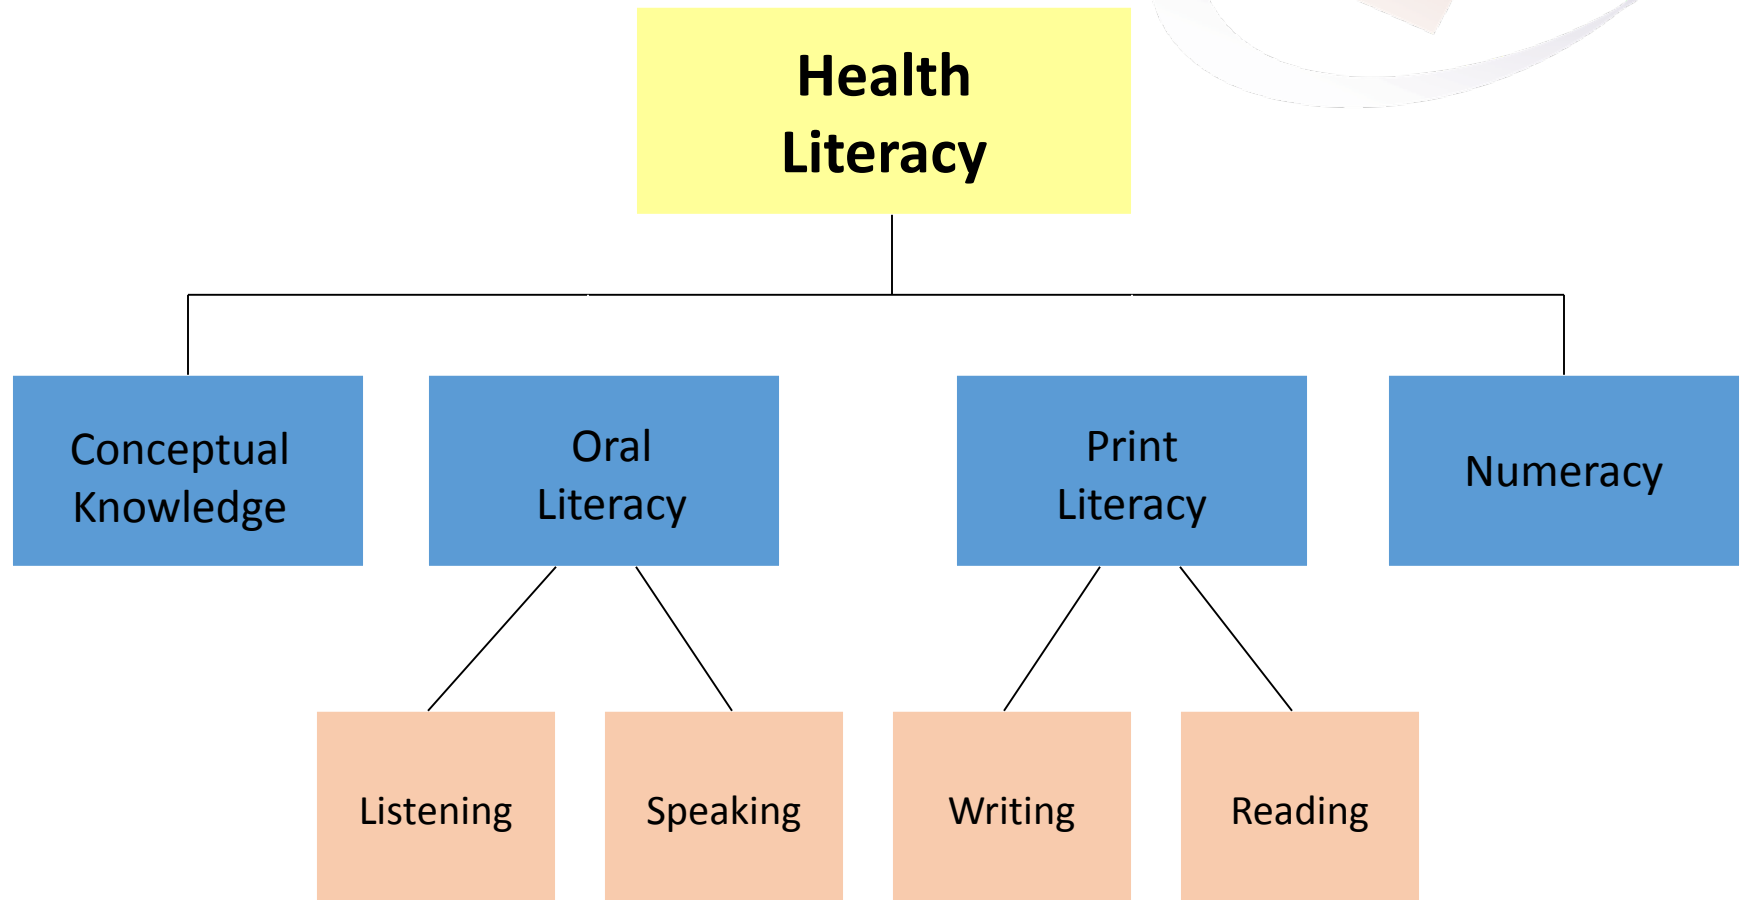 Health
Literacy
Conceptual
Knowledge
Oral
Literacy
Print
Literacy
Numeracy
Listening
Speaking
Writing
Reading